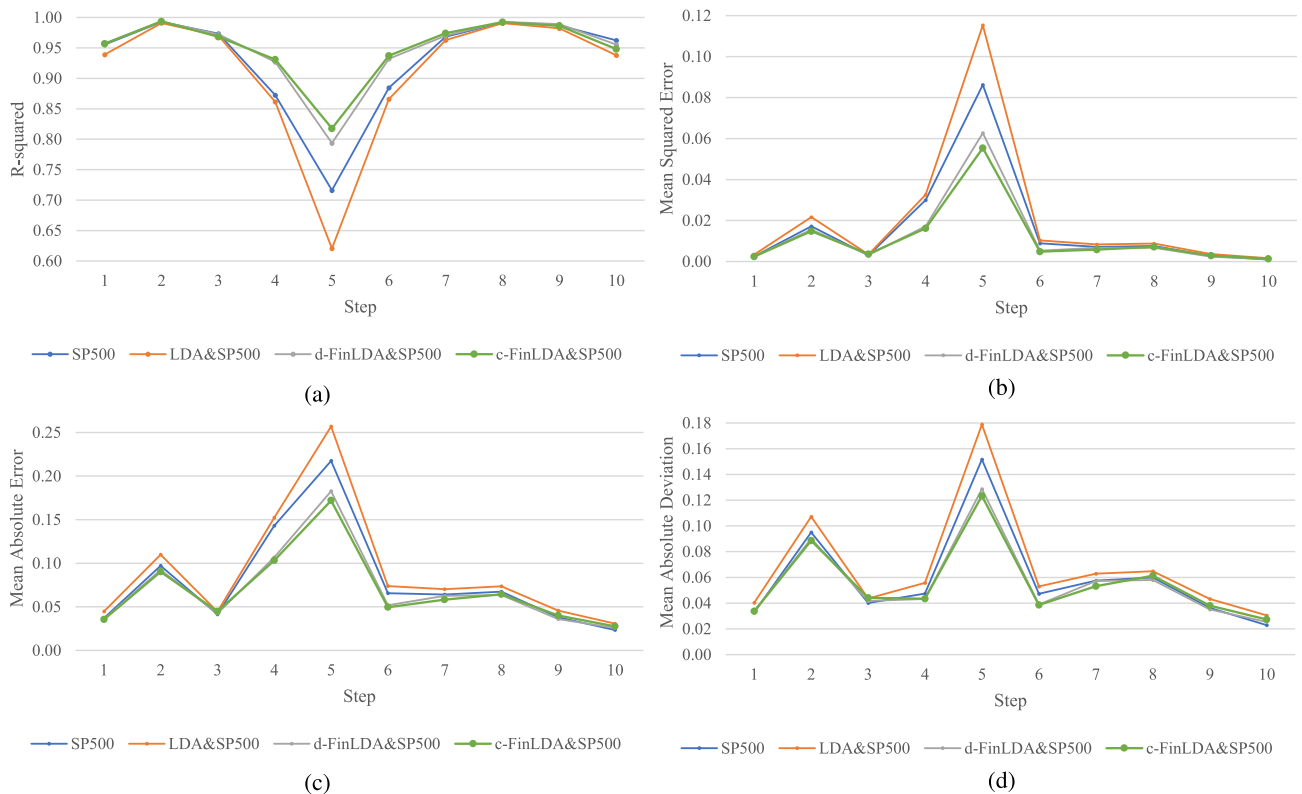 R-squared
1.00
0.95
0.90
0.85
0.80
0.75
0.70
0.65
0.60
1 2 3 4 5 6 7 8 9 10
Step
SP500 LDA&SP500 d-FinLDA&SP500 c-FinLDA&SP500
(a)
Mean Squared Error
0.12
0.10
0.08
0.06
0.04
0.02
0.00
1 2 3 4 5 6 7 8 9 10
Step
SP500 LDA&SP500 d-FinLDA&SP500 c-FinLDA&SP500
(b)
Mean Absolute Error
0.25
0.20
0.15
0.10
0.05
0.00
1 2 3 4 5 6 7 8 9 10
Step
SP500 LDA&SP500 d-FinLDA&SP500 c-FinLDA&SP500
(c)
Mean Absolute Deviation
0.18
0.16
0.14
0.12
0.10
0.08
0.06
0.04
0.02
0.00
1 2 3 4 5 6 7 8 9 10
Step
SP500 LDA&SP500 d-FinLDA&SP500 c-FinLDA&SP500
(d)